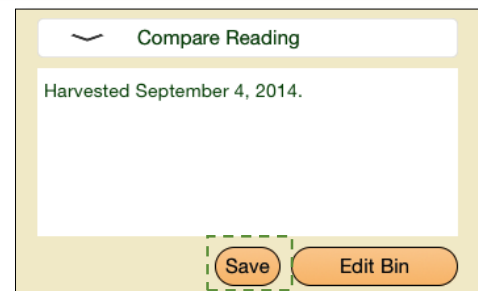 Compare Reading
Harvested September 4, 2014.
Save Edit Bin